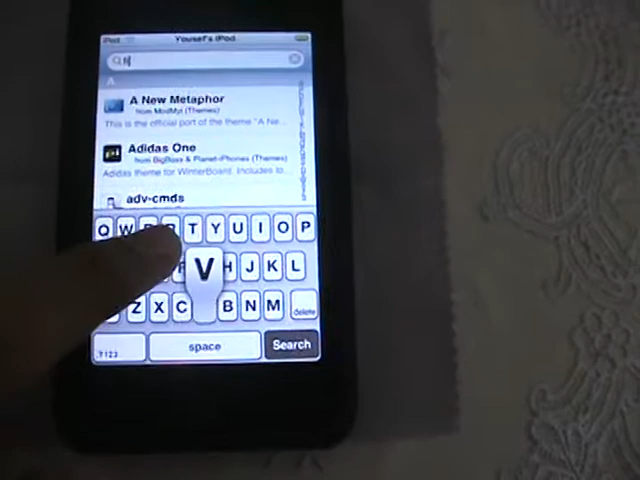 iPod
Yousef's iPod
fi
A
A New Metaphor
from ModMyi (Themes)
This is the official port of the theme "A Ne...
Adidas One
from BigBoss & Planet-iPhones (Themes)
Adidas theme for WinterBoard. Includes lo...
adv-cmds
Q W T Y U I O P
V H J K L
Z X C B N M delete
.?123 space Search